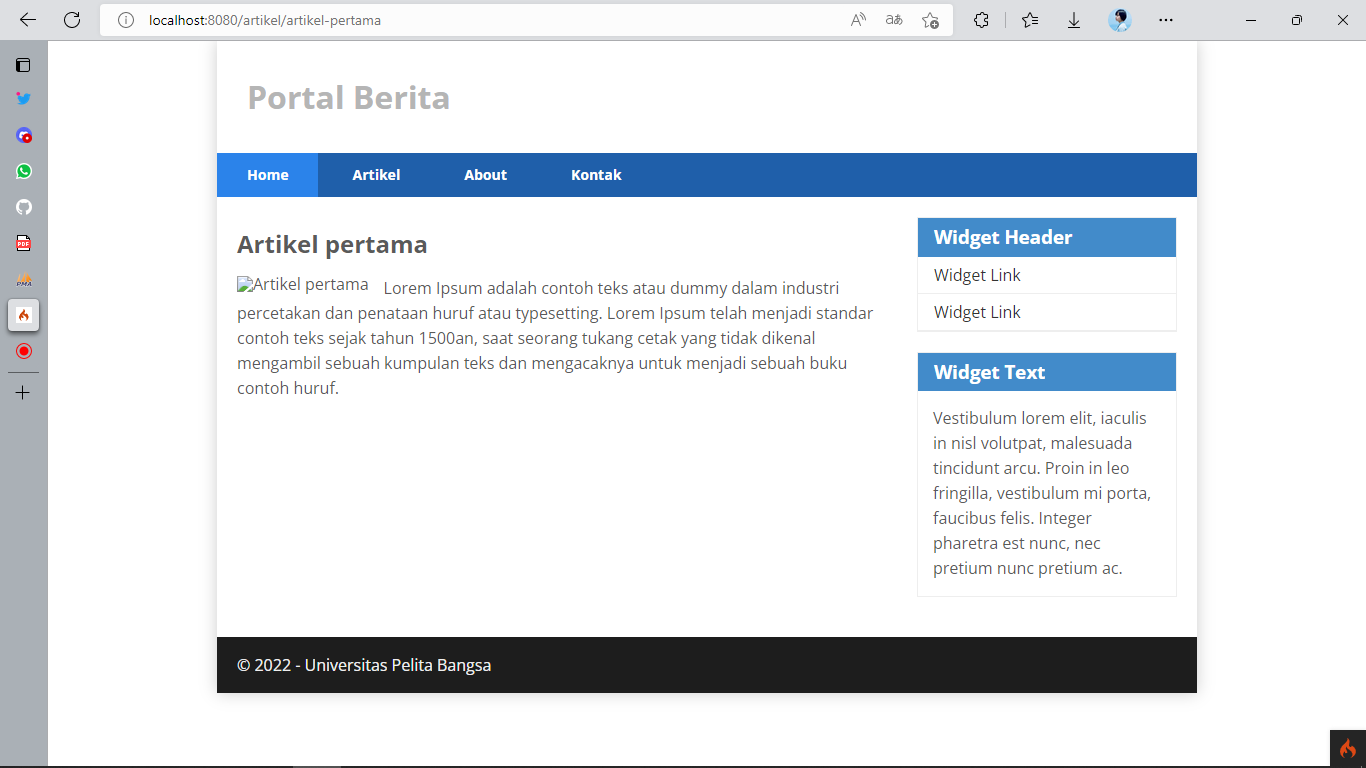 localhost:8080/artikel/artikel-pertama
Portal Berita
Home Artikel About Kontak
Artikel pertama
Artikel pertama Lorem Ipsum adalah contoh teks atau dummy dalam industri
percetakan dan penataan huruf atau typesetting. Lorem Ipsum telah menjadi standar
contoh teks sejak tahun 1500an, saat seorang tukang cetak yang tidak dikenal
mengambil sebuah kumpulan teks dan mengacaknya untuk menjadi sebuah buku
contoh huruf.
Widget Header
Widget Link
Widget Link
Widget Text
Vestibulum lorem elit, iaculis
in nisl volutpat, malesuada
tincidunt arcu. Proin in leo
fringilla, vestibulum mi porta,
faucibus felis. Integer
pharetra est nunc, nec
pretium nunc pretium ac.
© 2022 - Universitas Pelita Bangsa
PDF
PMA